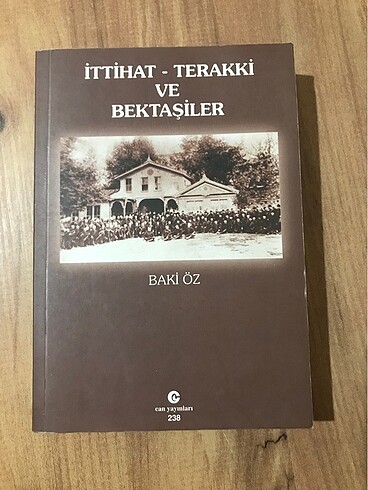 İTTİHAT - TERAKKİ
VE
BEKTAŞİLER
BAKİ ÖZ
can yayınları
238